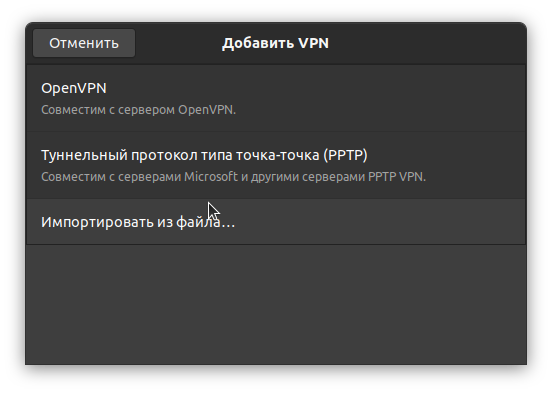 Отменить
Добавить VPN
OpenVPN
Совместим с сервером OpenVPN.
Туннельный протокол типа точка-точка (PPTP)
Совместим с серверами Microsoft и другими серверами PPTP VPN.
Импортировать из файла…